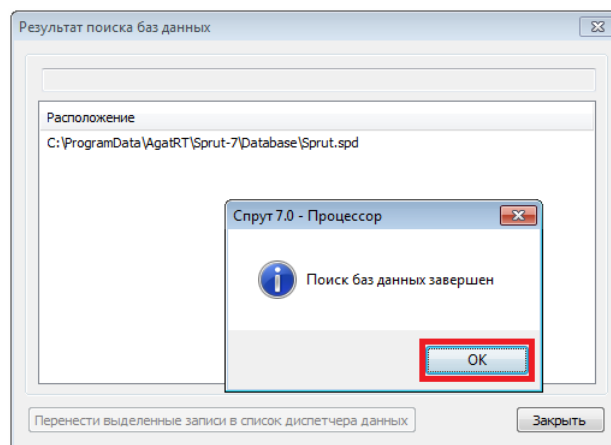 Результат поиска баз данных
Расположение
C:\ProgramData\AgatRT\Sprut-7\Database\Sprut.spd
Спрут 7.0 - Процессор
Поиск баз данных завершен
OK
Перенести выделенные записи в список диспетчера данных
Закрыть